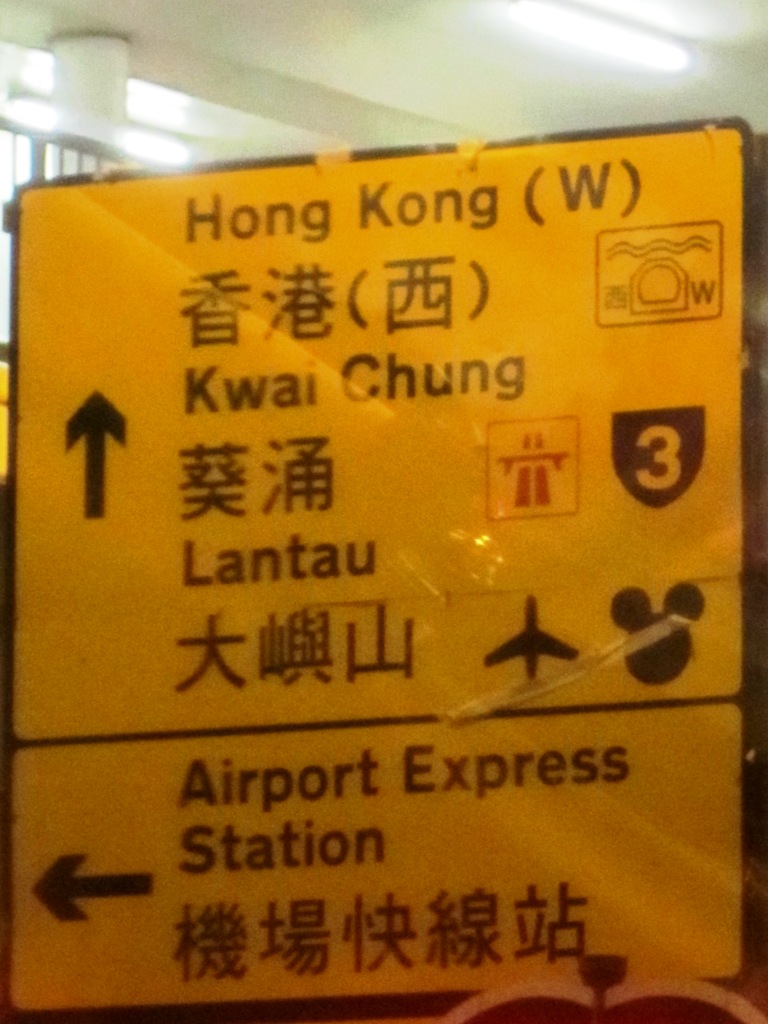 Hong Kong (W)
香港(西)
西 W
Kwai Chung
葵涌
3
Lantau
大嶼山
Airport Express
Station
機場快線站